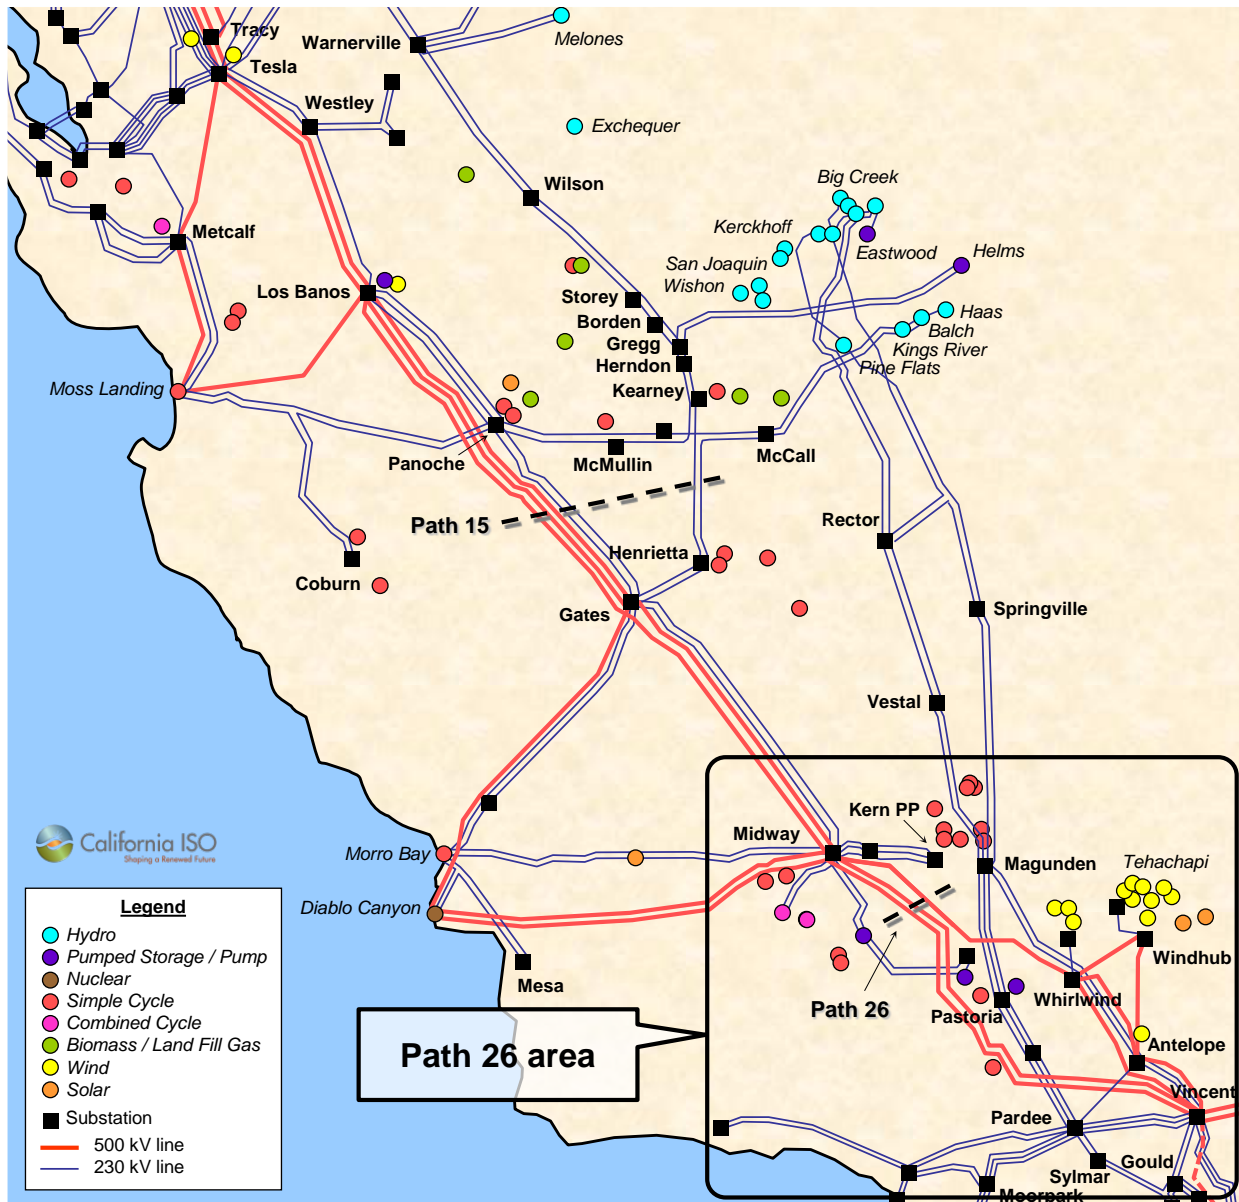 Tracy
Warnerville
Melones
Tesla
Westley
Exchequer
Wilson
Big Creek
Kerckhoff
Metcalf
Eastwood
Helms
San Joaquin
Wishon
Los Banos
Storey
Borden
Haas
Balch
Gregg
Kings River
Herndon
Pine Flats
Moss Landing
Kearney
Panoche
McMullin
McCall
Path 15
Rector
Henrietta
Coburn
Gates
Springville
Vestal
Kern PP
Midway
California ISO
Shaping a Renewed Future
Morro Bay
Magunden
Tehachapi
Diablo Canyon
Legend
Hydro
Pumped Storage / Pump
Nuclear
Simple Cycle
Combined Cycle
Biomass / Land Fill Gas
Wind
Solar
Substation
500 kV line
230 kV line
Windhub
Mesa
Whirlwind
Path 26
Pastoria
Path 26 area
Antelope
Vincent
Pardee
Gould
Sylmar
Moorpark